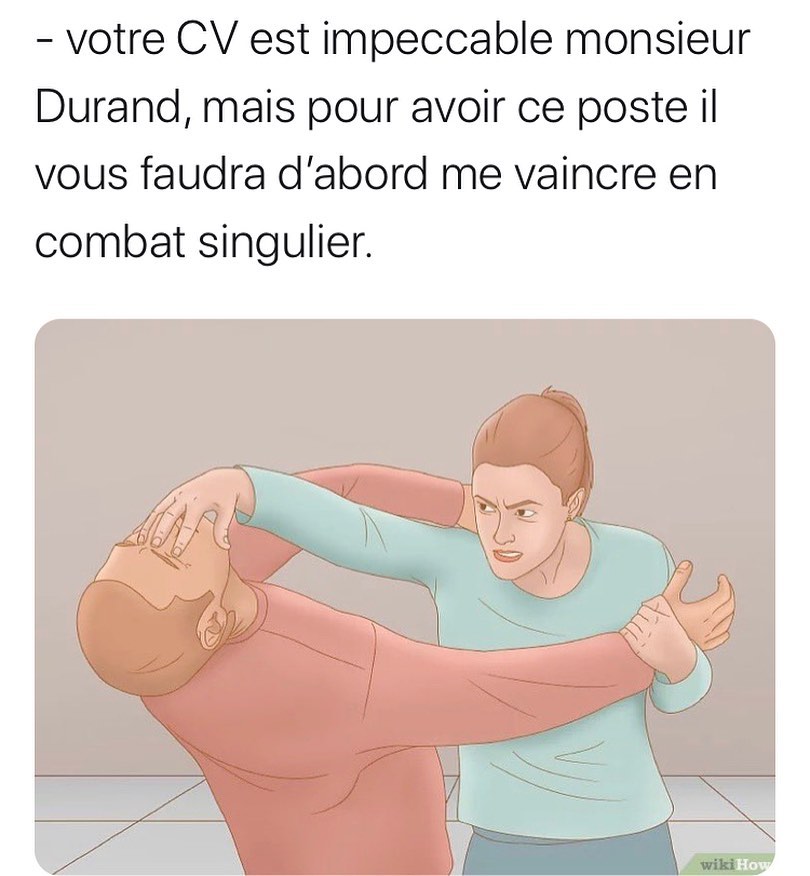 - votre CV est impeccable monsieur
Durand, mais pour avoir ce poste il
vous faudra d’abord me vaincre en
combat singulier.
wikiHow